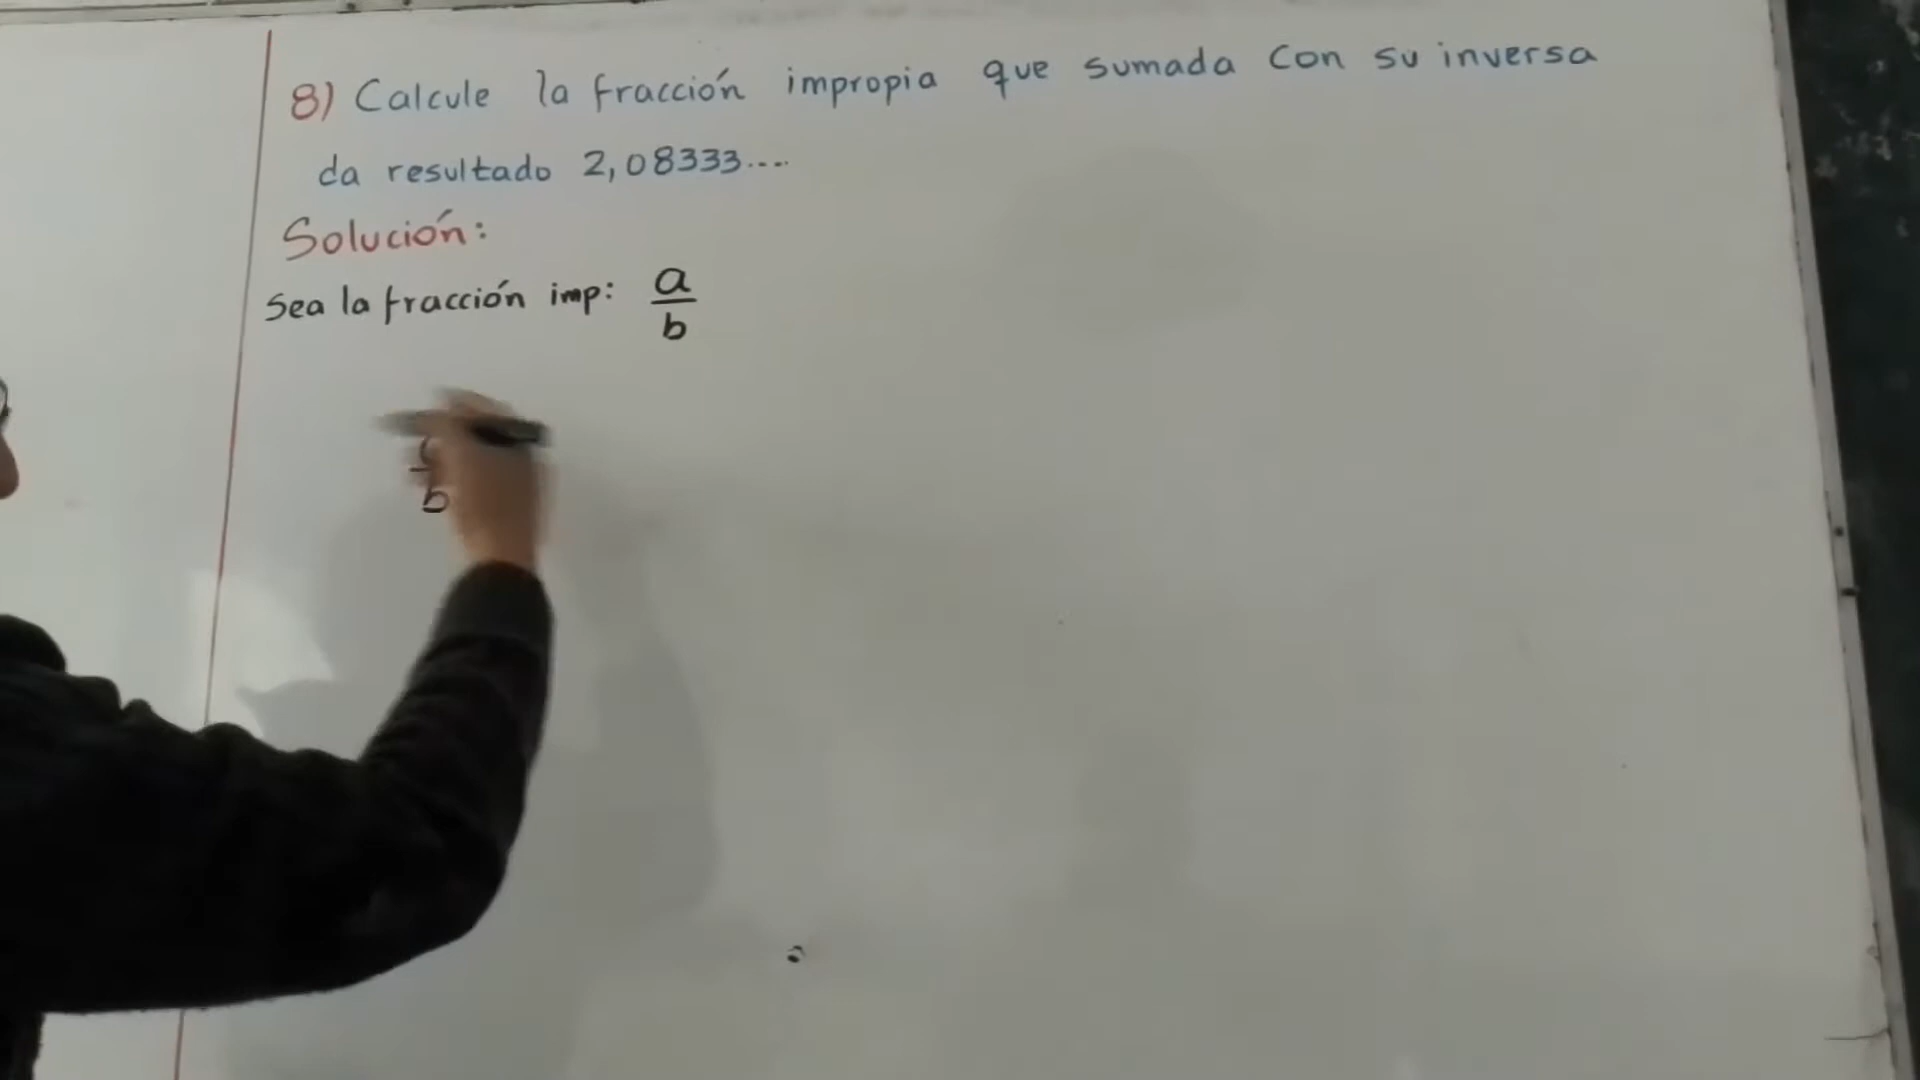 8) Calcule la fracción impropia que sumada con su inversa
da resultado 2,08333....
Solución:
Sea la fracción imp: a/b
b